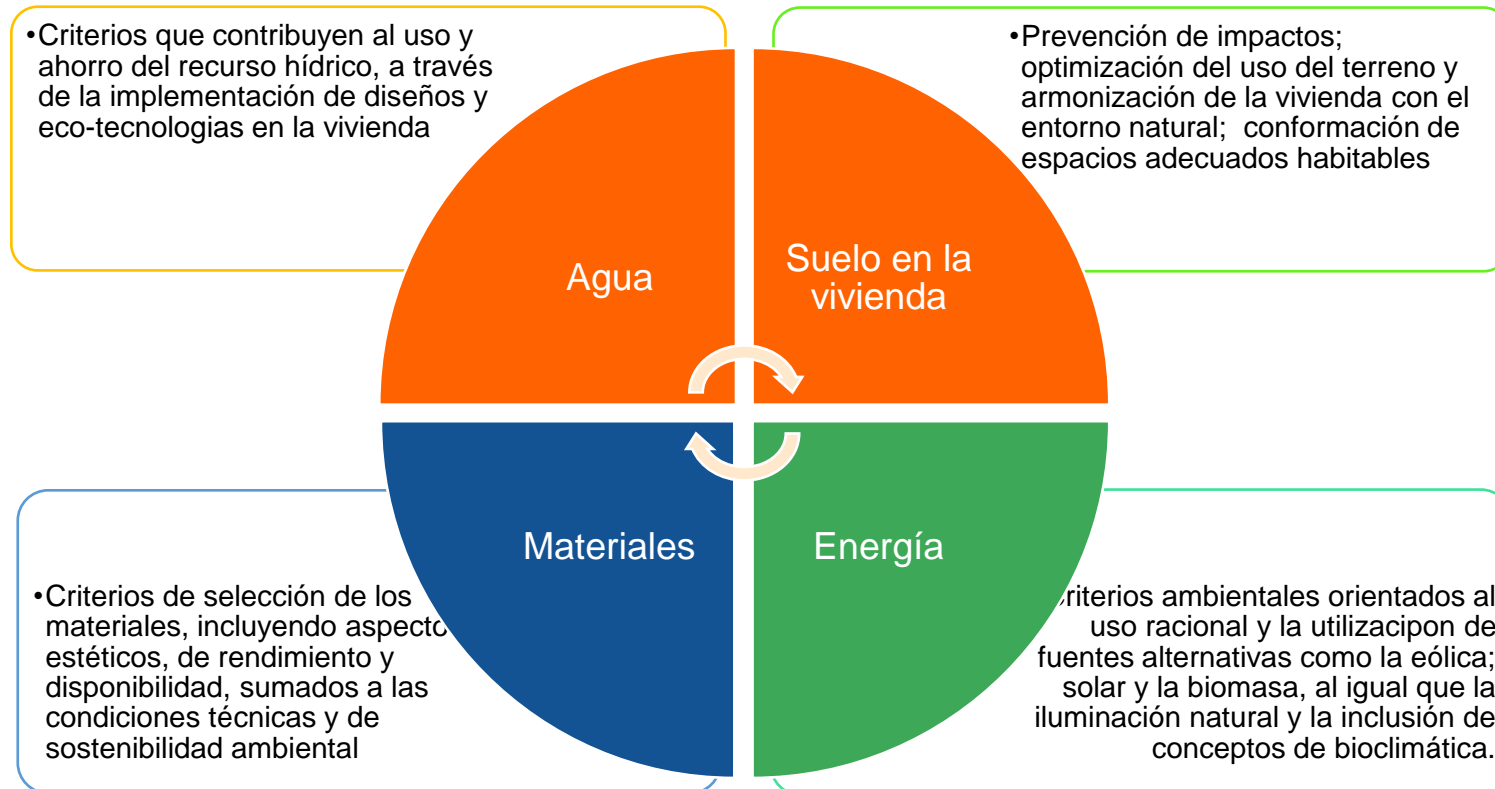 •Criterios que contribuyen al uso y
ahorro del recurso hídrico, a través
de la implementación de diseños y
eco-tecnologias en la vivienda
•Prevención de impactos;
optimización del uso del terreno y
armonización de la vivienda con el
entorno natural; conformación de
espacios adecuados habitables
Agua
Suelo en la
vivienda
Materiales
Energía
•Criterios de selección de los
materiales, incluyendo aspecto
estéticos, de rendimiento y
disponibilidad, sumados a las
condiciones técnicas y de
sostenibilidad ambiental
riterios ambientales orientados al
uso racional y la utilizacipon de
fuentes alternativas como la eólica;
solar y la biomasa, al igual que la
iluminación natural y la inclusión de
conceptos de bioclimática.